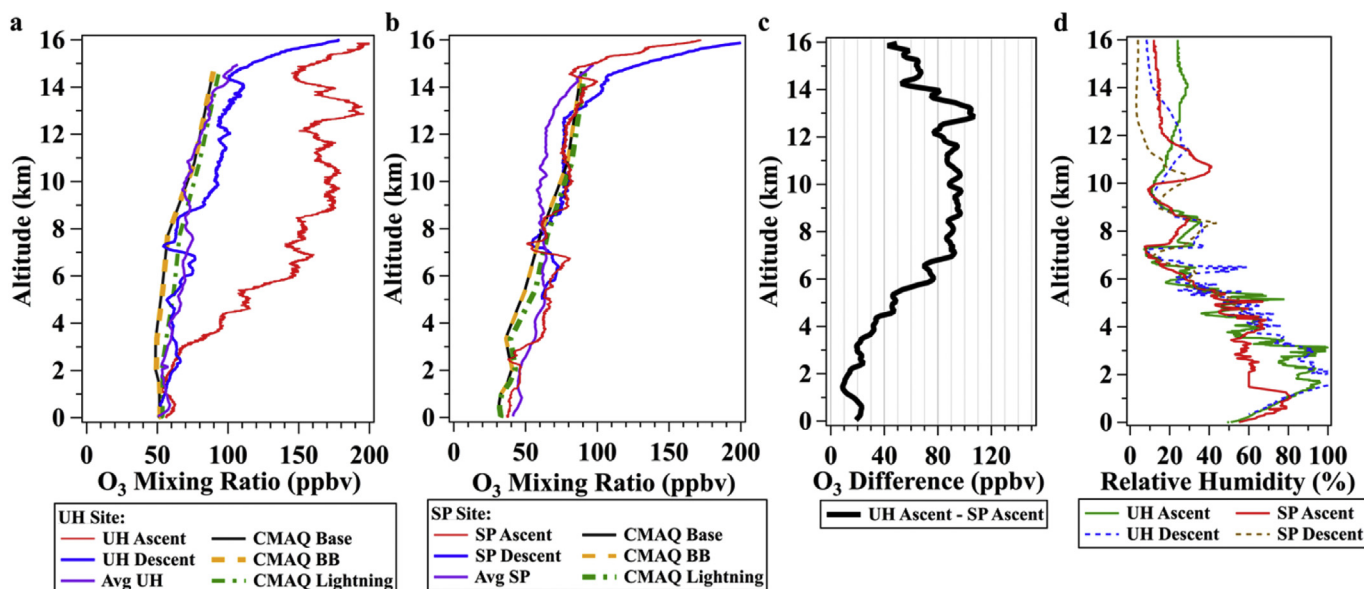 a
16
14
12
10
8
6
4
2
0
Altitude (km)
0 50 100 150 200
O3 Mixing Ratio (ppbv)
UH Site:
UH Ascent CMAQ Base
UH Descent CMAQ BB
Avg UH CMAQ Lightning
b
16
14
12
10
8
6
4
2
0
Altitude (km)
0 50 100 150 200
O3 Mixing Ratio (ppbv)
SP Site:
SP Ascent CMAQ Base
SP Descent CMAQ BB
Avg SP CMAQ Lightning
c
16
14
12
10
8
6
4
2
0
Altitude (km)
0 40 80 120
O3 Difference (ppbv)
UH Ascent - SP Ascent
d
16
14
12
10
8
6
4
2
0
Altitude (km)
0 20 40 60 80 100
Relative Humidity (%)
UH Ascent SP Ascent
UH Descent SP Descent